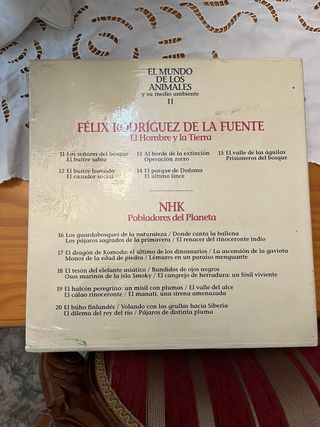 EL MUNDO
DE LOS
ANIMALES
y su medio ambiente
II
FÉLIX RODRÍGUEZ DE LA FUENTE
El Hombre y la Tierra
11 Los señores del bosque
El buitre sabio
12 El buitre leonado
El cazador social
13 Al borde de la extinción
Operación zorro
14 El parque de Doñana
El último lince
15 El valle de las águilas
Prisioneros del bosque
NHK
Pobladores del Planeta
16 Los guardabosques de la naturaleza / Donde canta la ballena
Los pájaros sagrados de la primavera / El renacer del rinoceronte indio
17 El dragón de Komodo: el último de los dinosaurios / La ascensión de la gaviota
Monos de la edad de piedra / Lémures en un paraíso menguante
18 El tesón del elefante asiático / Bandidos de ojos negros
Osos marinos de la isla Smoky / El cangrejo de herradura: un fósil viviente
19 El halcón peregrino: un misil con plumas / El valle del alce
El cálao rinoceronte / El manatí, una sirena amenazada
20 El búho finlandés / Volando con las grullas hacia Siberia
El dilema del rey del río / Pájaros de distinta pluma